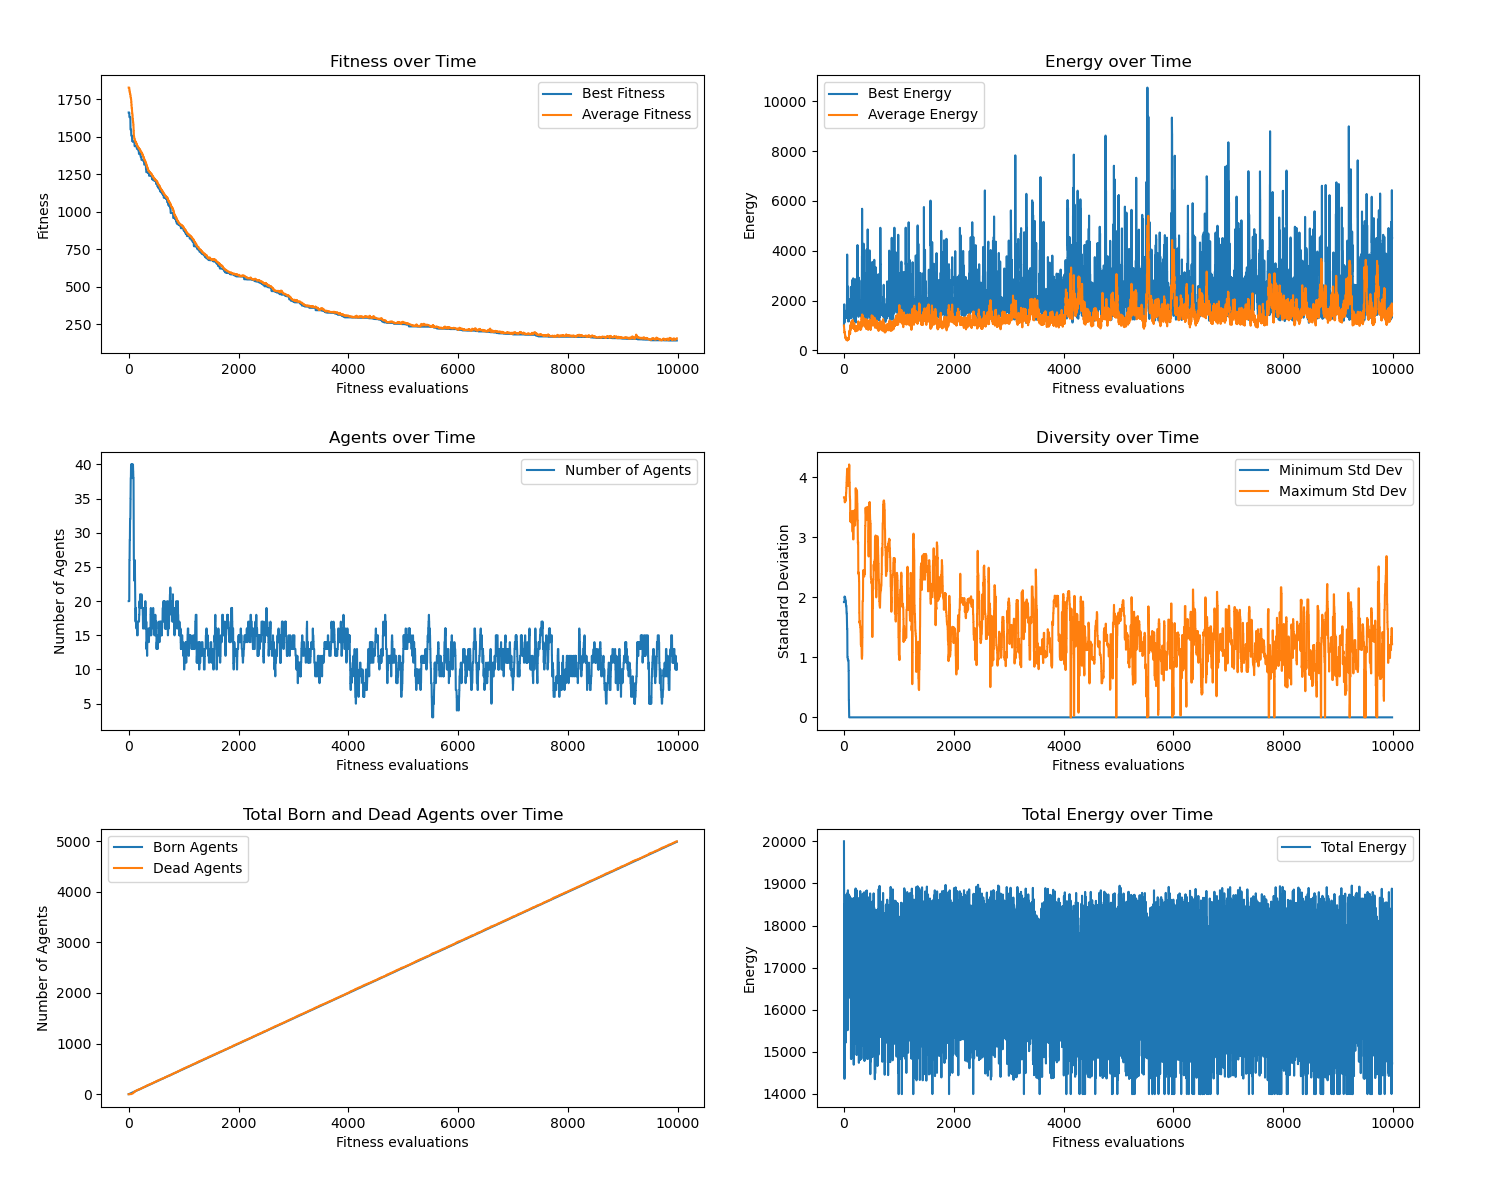 Fitness over Time
1750
1500
1250
1000
750
500
250
Fitness
Best Fitness
Average Fitness
0 2000 4000 6000 8000 10000
Fitness evaluations
Energy over Time
10000
8000
6000
4000
2000
0
Energy
Best Energy
Average Energy
0 2000 4000 6000 8000 10000
Fitness evaluations
Agents over Time
40
35
30
25
20
15
10
5
Number of Agents
Number of Agents
0 2000 4000 6000 8000 10000
Fitness evaluations
Diversity over Time
4
3
2
1
0
Standard Deviation
Minimum Std Dev
Maximum Std Dev
0 2000 4000 6000 8000 10000
Fitness evaluations
Total Born and Dead Agents over Time
5000
4000
3000
2000
1000
0
Number of Agents
Born Agents
Dead Agents
0 2000 4000 6000 8000 10000
Fitness evaluations
Total Energy over Time
20000
19000
18000
17000
16000
15000
14000
Energy
Total Energy
0 2000 4000 6000 8000 10000
Fitness evaluations